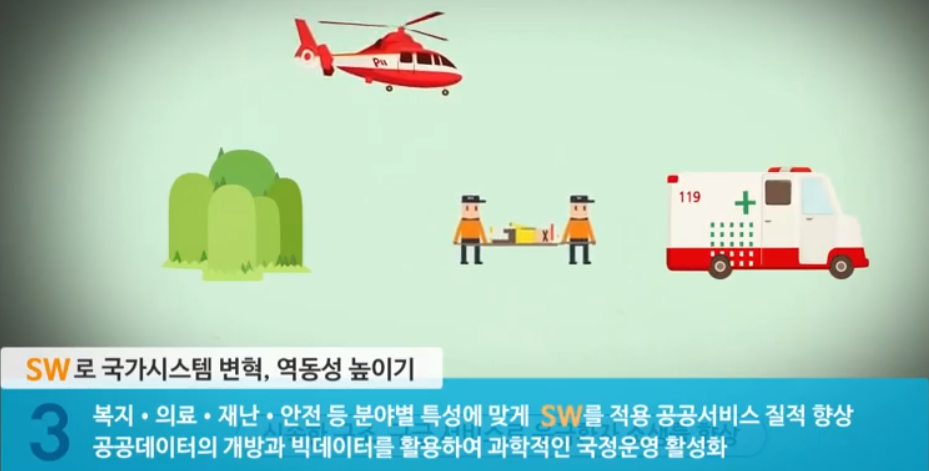 119
SW로 국가시스템 변혁, 역동성 높이기
3
복지・의료・재난・안전 등 분야별 특성에 맞게 SW를 적용 공공서비스 질적 향상
공공데이터의 개방과 빅데이터를 활용하여 과학적인 국정운영 활성화